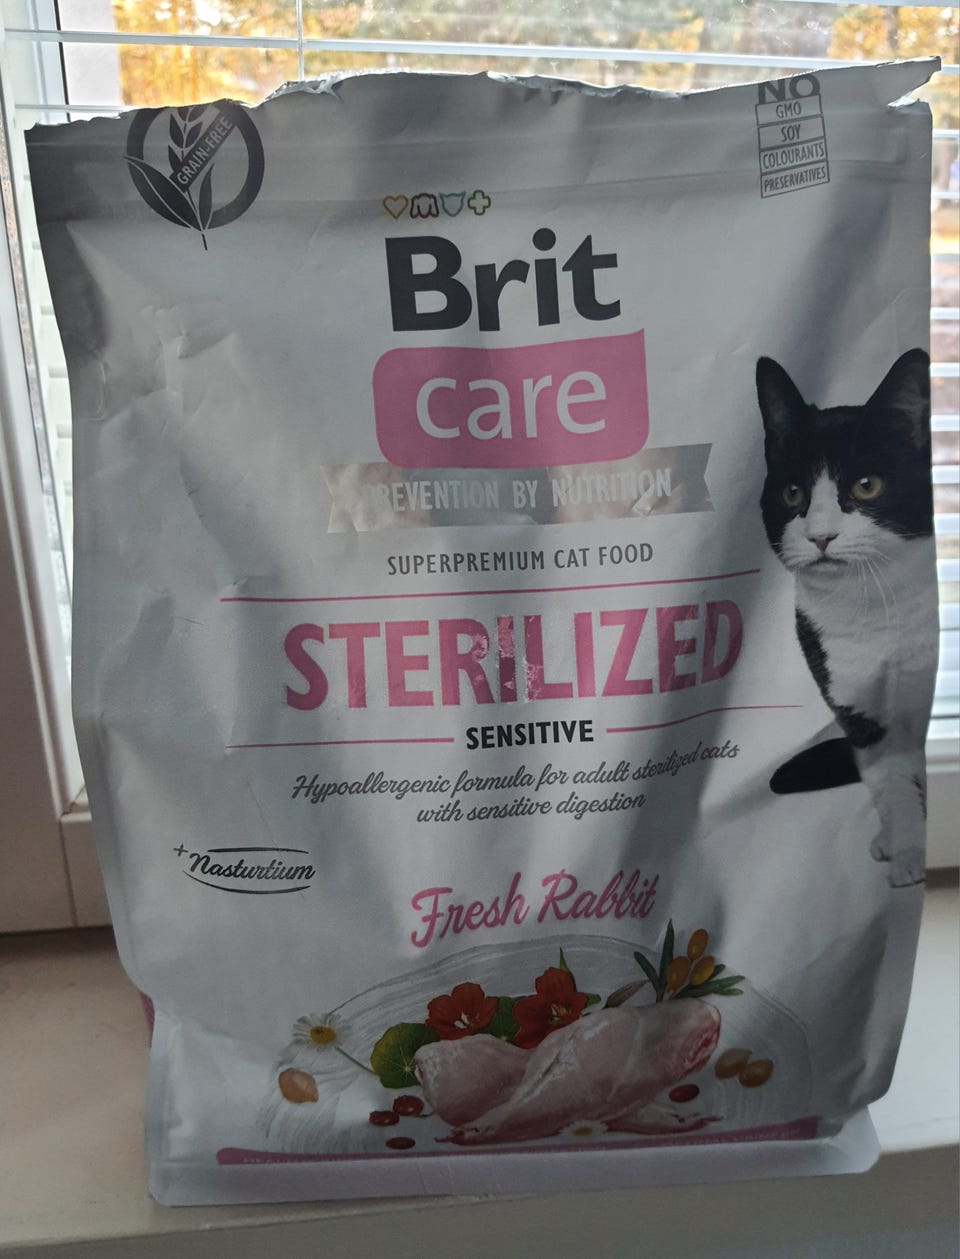 GRAIN-FREE
NO
GMO
SOY
COLOURANTS
PRESERVATIVES
Brit
care
PREVENTION BY NUTRITION
SUPERPREMIUM CAT FOOD
STERILIZED
SENSITIVE
Hypoallergenic formula for adult sterilized cats
with sensitive digestion
+Nasturtium
Fresh Rabbit